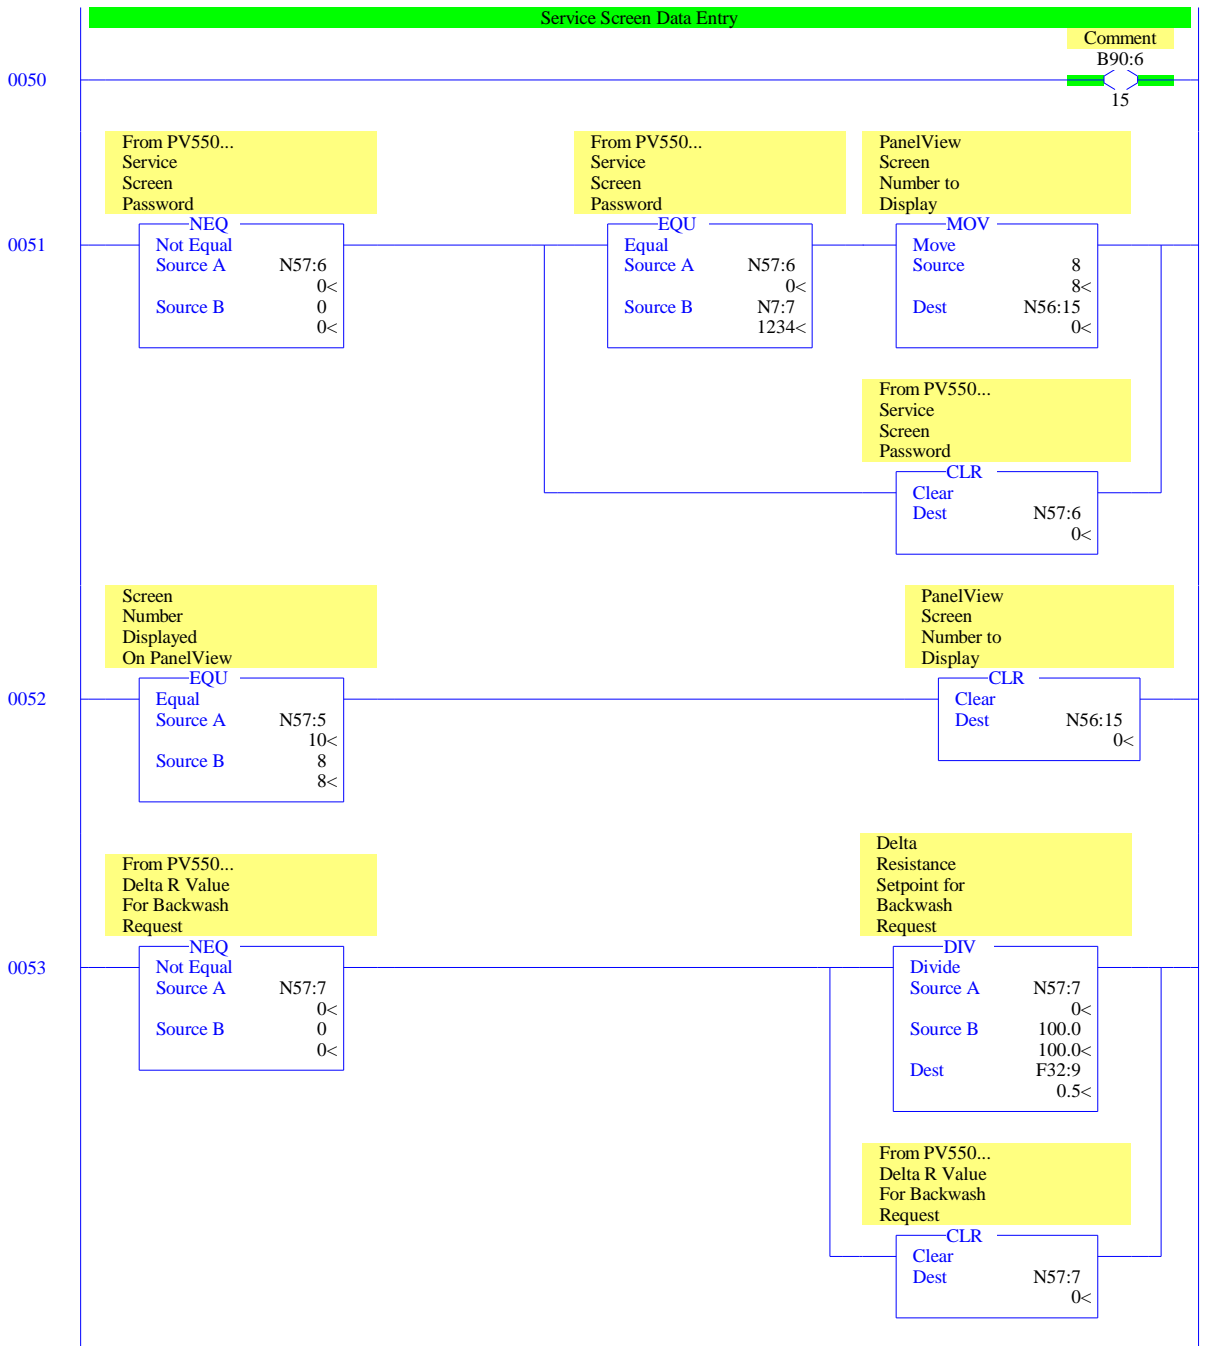 Service Screen Data Entry
Comment
B90:6
0050
15
From PV550...
Service
Screen
Password
From PV550...
Service
Screen
Password
PanelView
Screen
Number to
Display
0051
NEQ
Not Equal
Source A N57:6
0<
Source B 0
0<
EQU
Equal
Source A N57:6
0<
Source B N7:7
1234<
MOV
Move
Source 8
8<
Dest N56:15
0<
From PV550...
Service
Screen
Password
CLR
Clear
Dest N57:6
0<
Screen
Number
Displayed
On PanelView
PanelView
Screen
Number to
Display
0052
EQU
Equal
Source A N57:5
10<
Source B 8
8<
CLR
Clear
Dest N56:15
0<
From PV550...
Delta R Value
For Backwash
Request
Delta
Resistance
Setpoint for
Backwash
Request
0053
NEQ
Not Equal
Source A N57:7
0<
Source B 0
0<
DIV
Divide
Source A N57:7
0<
Source B 100.0
100.0<
Dest F32:9
0.5<
From PV550...
Delta R Value
For Backwash
Request
CLR
Clear
Dest N57:7
0<